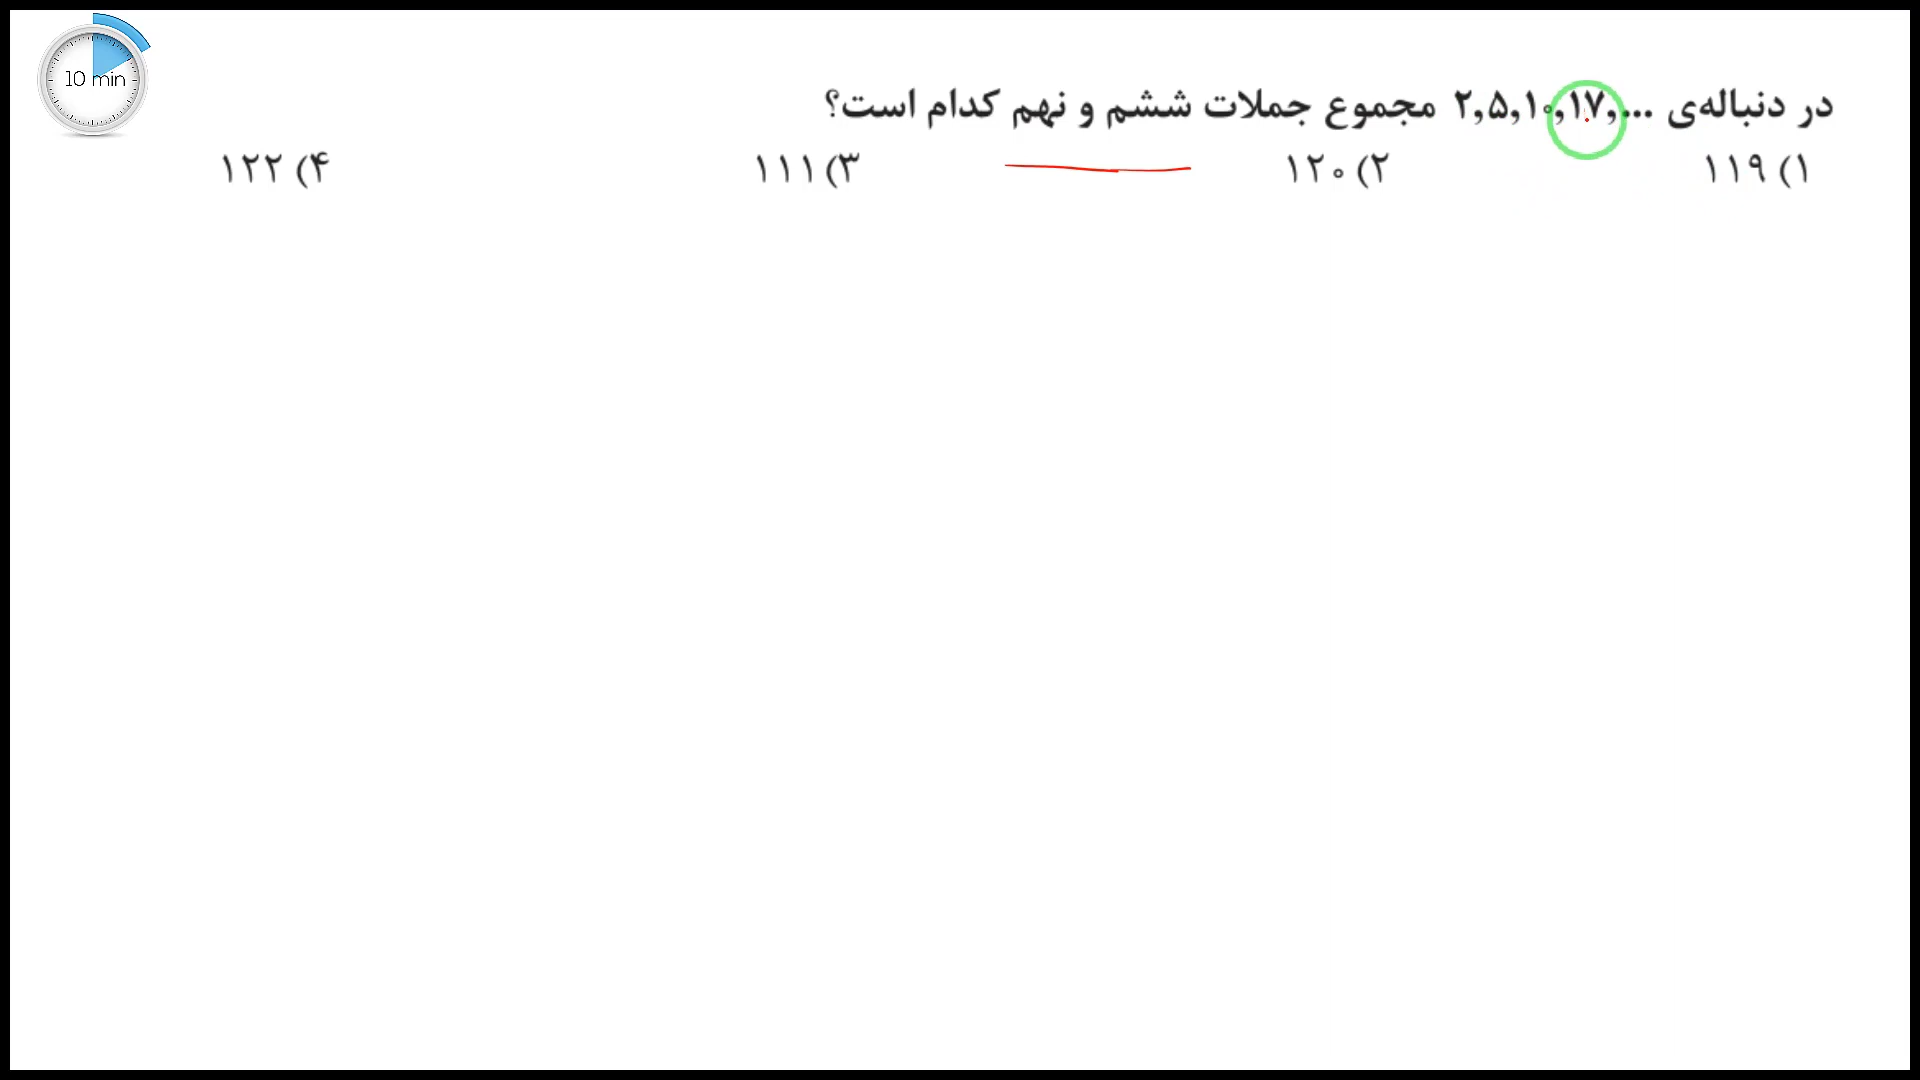 10 min
در دنباله‌ی ...,۲,۵,۱۰,۱۷ مجموع جملات ششم و نهم کدام است؟
۱) ۱۱۹ ۲) ۱۲۰ ۳) ۱۱۱ ۴) ۱۲۲